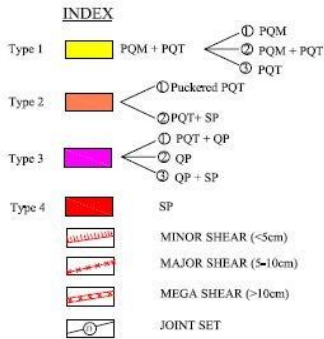 INDEX
① PQM
Type 1 PQM + PQT ② PQM + PQT
③ PQT
① Puckered PQT
Type 2
② PQT+ SP
① PQT + QP
Type 3 ② QP
③ QP + SP
Type 4 SP
MINOR SHEAR (<5cm)
MAJOR SHEAR (5-10cm)
MEGA SHEAR (>10cm)
JOINT SET